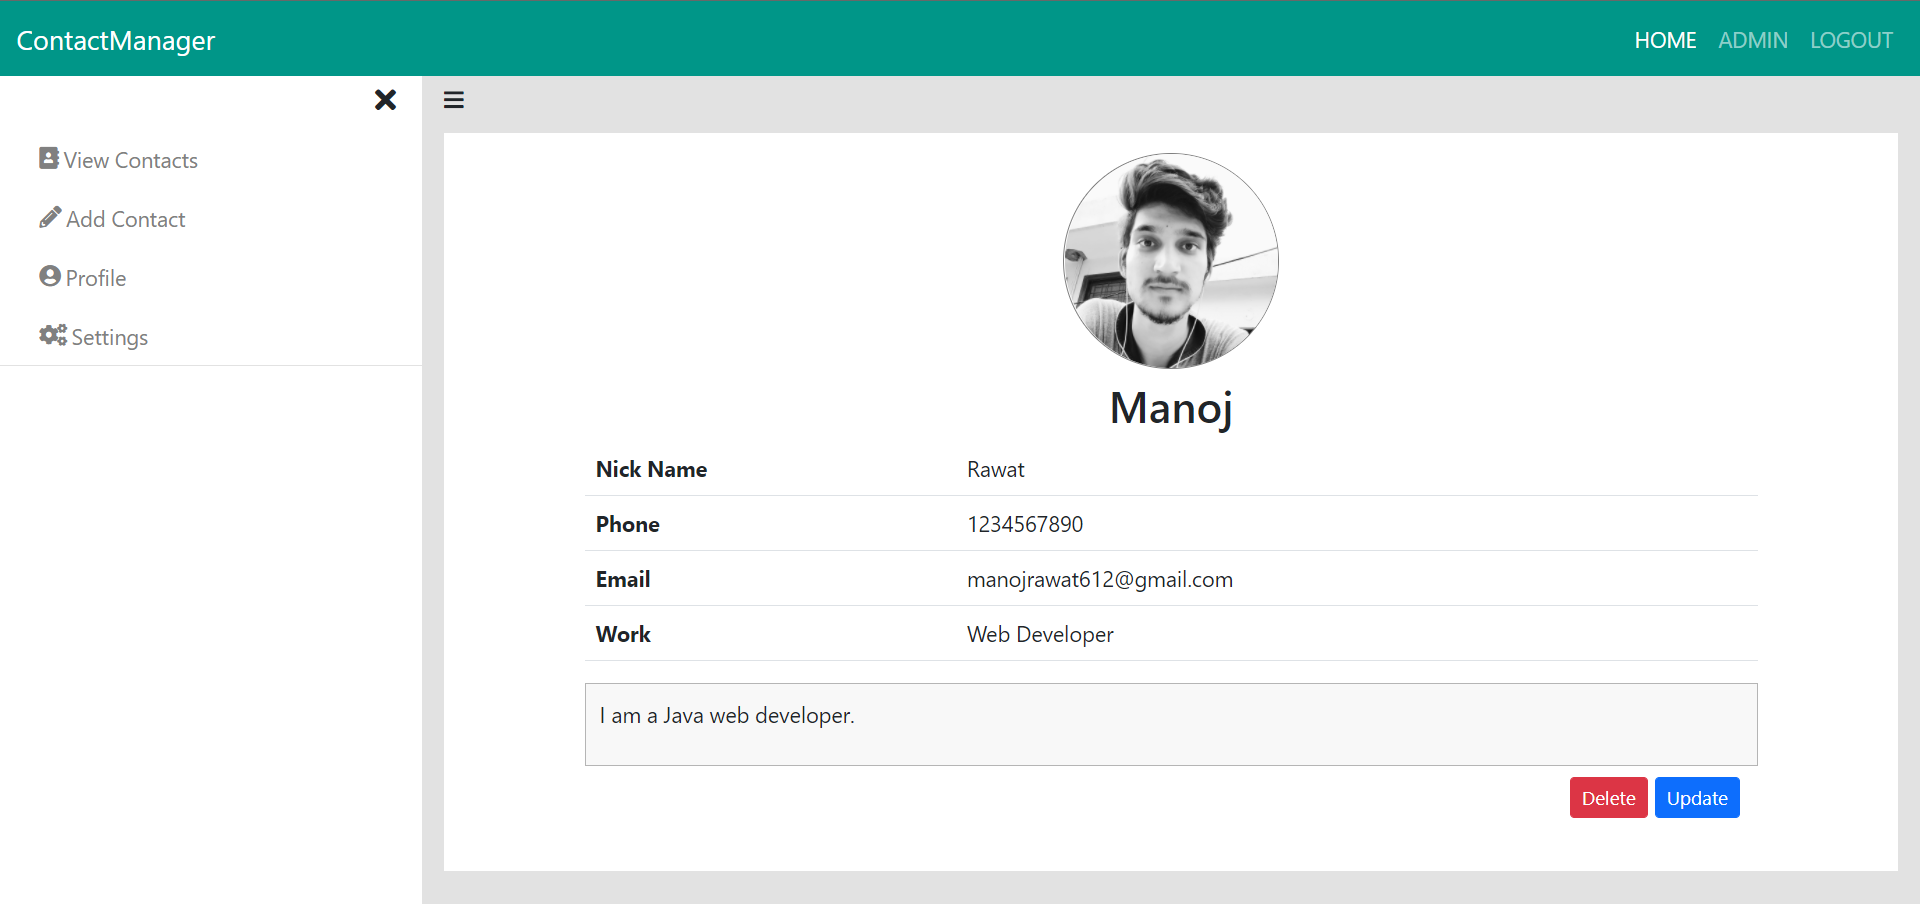 ContactManager
HOME ADMIN LOGOUT
View Contacts
Add Contact
Profile
Settings
Manoj
Nick Name Rawat
Phone 1234567890
Email manojrawat612@gmail.com
Work Web Developer
I am a Java web developer.
Delete Update